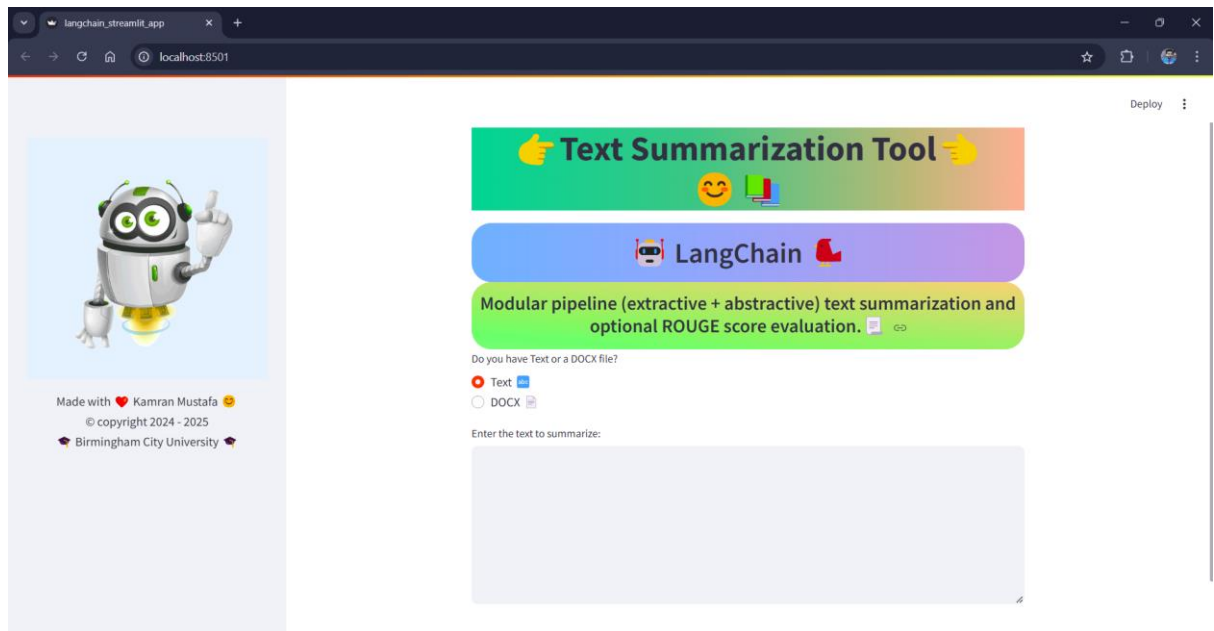 langchain_streamlit_app
localhost:8501
Deploy
👉Text Summarization Tool👈
😊 📚
🤖 LangChain 🦜
Modular pipeline (extractive + abstractive) text summarization and
optional ROUGE score evaluation. 📃
Do you have Text or a DOCX file?
Text 🔤
DOCX 📄
Enter the text to summarize:
Made with ❤️ Kamran Mustafa 😊
© copyright 2024 - 2025
🎓 Birmingham City University 🎓